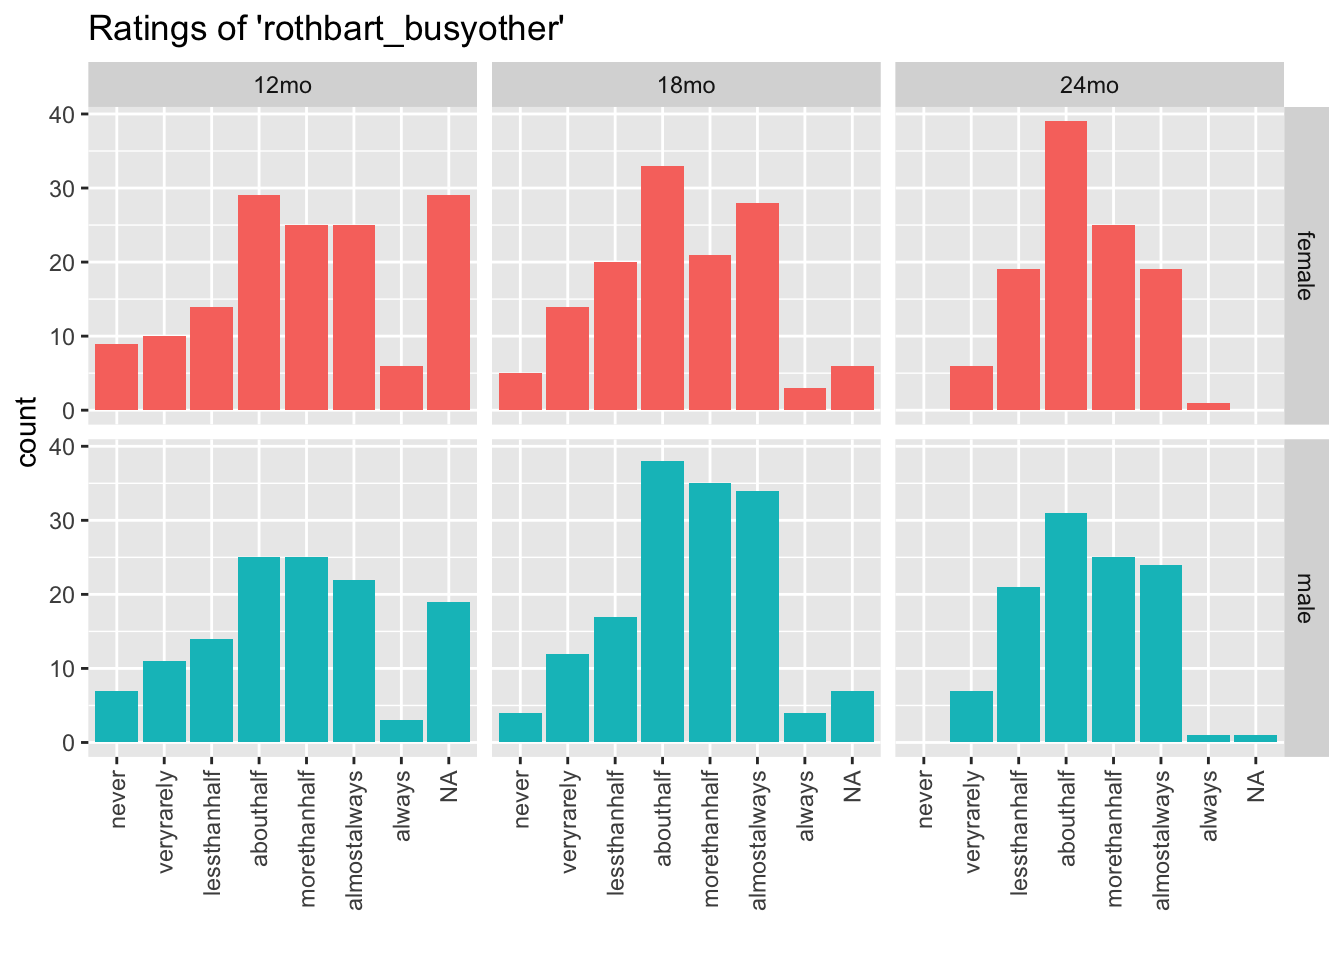 Ratings of 'rothbart_busyother'
12mo
18mo
24mo
40
30
20
10
0
female
count
40
30
20
10
0
male
never
veryrarely
lessthanhalf
abouthalf
morethanhalf
almostalways
always
NA
never
veryrarely
lessthanhalf
abouthalf
morethanhalf
almostalways
always
NA
never
veryrarely
lessthanhalf
abouthalf
morethanhalf
almostalways
always
NA